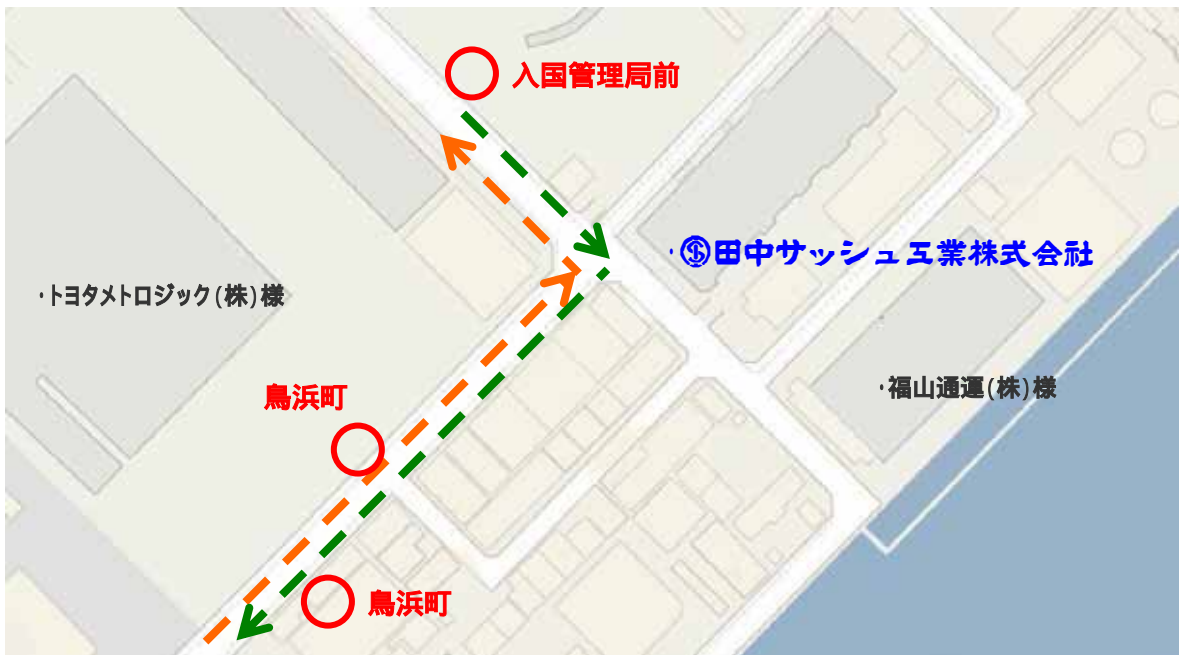 入国管理局前
・Ⓢ田中サッシュ工業株式会社
・トヨタメトロジック(株)様
・福山通運(株)様
鳥浜町
鳥浜町